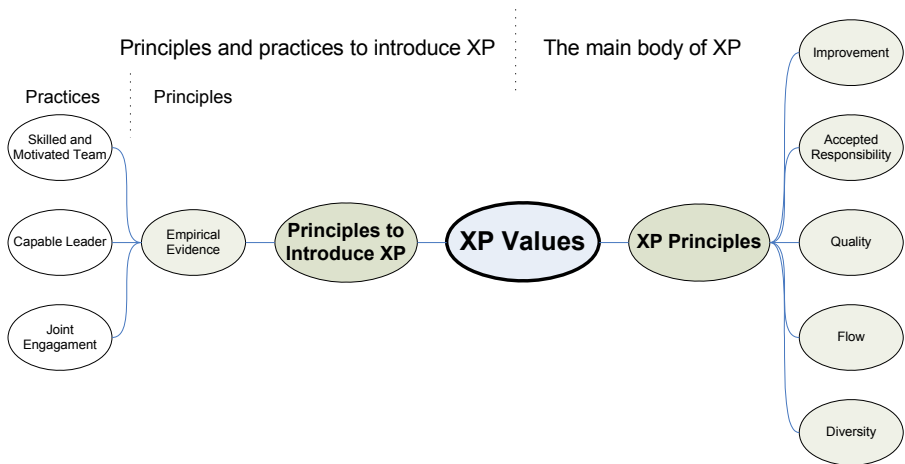 Principles and practices to introduce XP
The main body of XP
Practices
Principles
Skilled and
Motivated Team
Capable Leader
Joint
Engagament
Empirical
Evidence
Principles to
Introduce XP
XP Values
XP Principles
Improvement
Accepted
Responsibility
Quality
Flow
Diversity